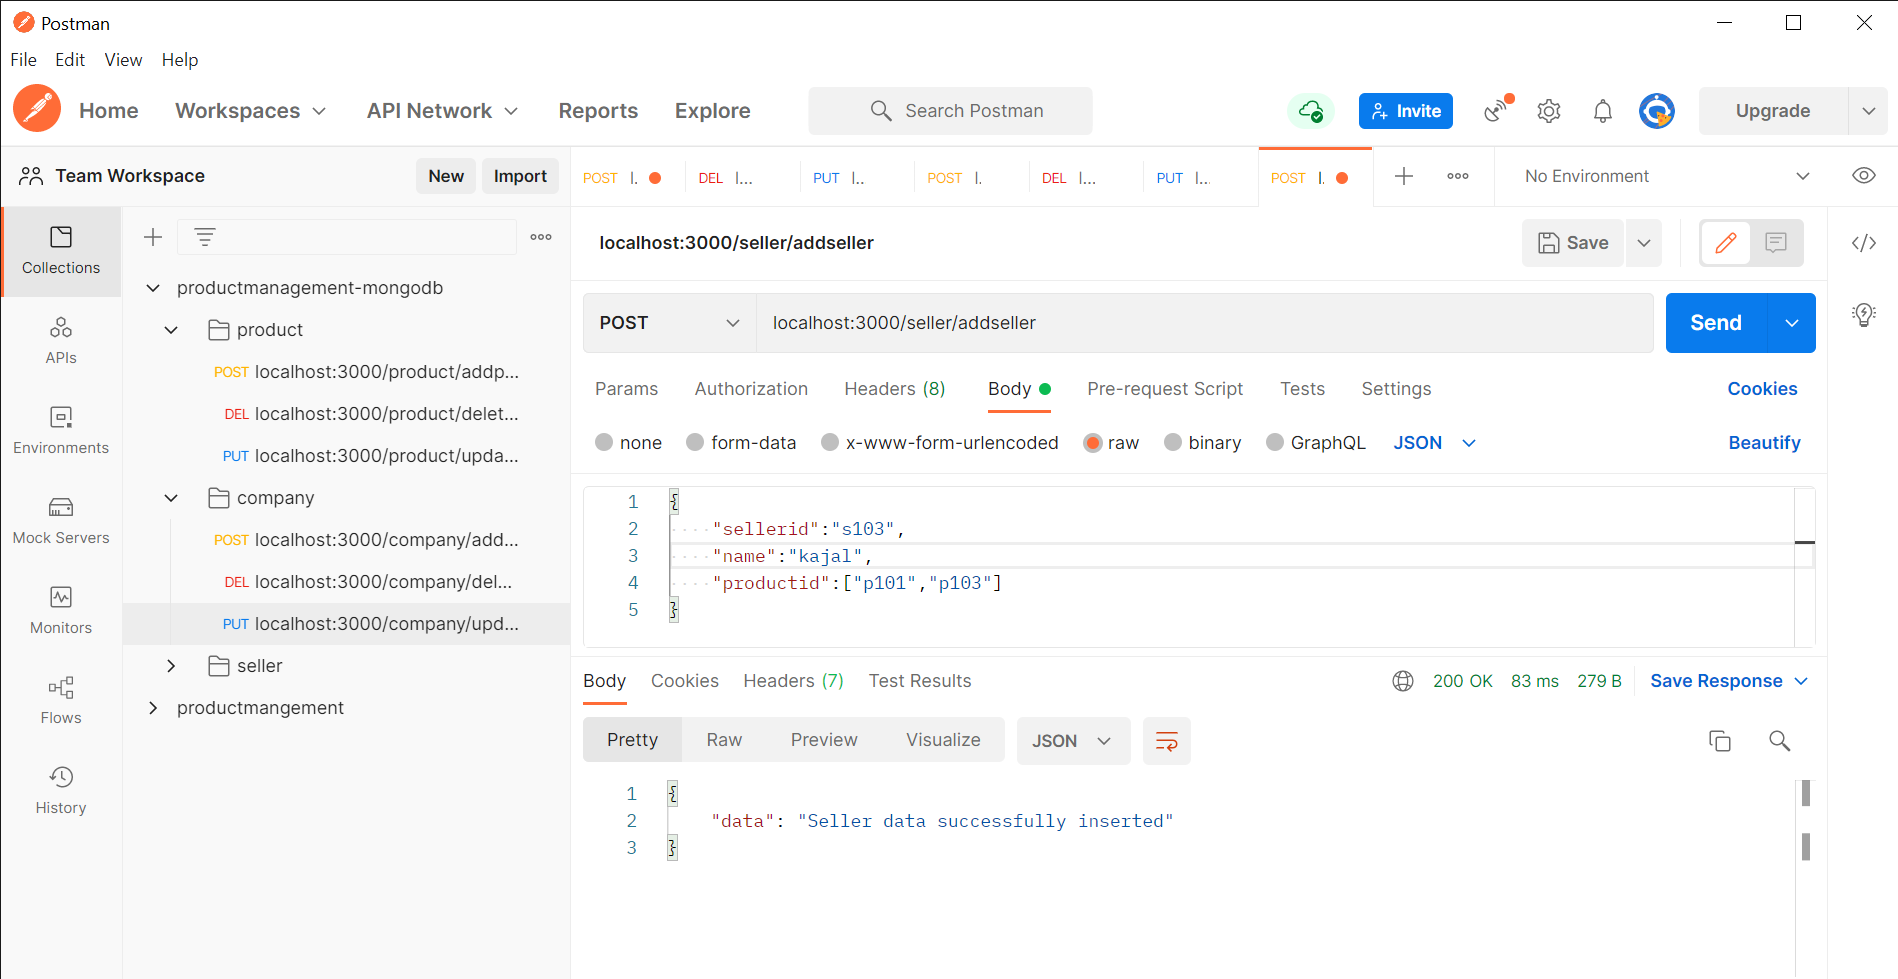 Postman
File Edit View Help
Home Workspaces API Network Reports Explore Search Postman Invite Upgrade
Team Workspace New Import
POST l. DEL l... PUT l.. POST l. DEL l... PUT l... POST l. No Environment
Collections
APIs
Environments
Mock Servers
Monitors
Flows
History
productmanagement-mongodb
product
POST localhost:3000/product/addp...
DEL localhost:3000/product/delet...
PUT localhost:3000/product/upda...
company
POST localhost:3000/company/add...
DEL localhost:3000/company/del...
PUT localhost:3000/company/upd...
seller
productmangement
localhost:3000/seller/addseller
Save
POST localhost:3000/seller/addseller Send
Params Authorization Headers (8) Body Pre-request Script Tests Settings Cookies
none form-data x-www-form-urlencoded raw binary GraphQL JSON Beautify
1 {
2 "sellerid":"s103",
3 "name":"kajal",
4 "productid":["p101","p103"]
5 }
Body Cookies Headers (7) Test Results 200 OK 83 ms 279 B Save Response
Pretty Raw Preview Visualize JSON
1 {
2 "data": "Seller data successfully inserted"
3 }